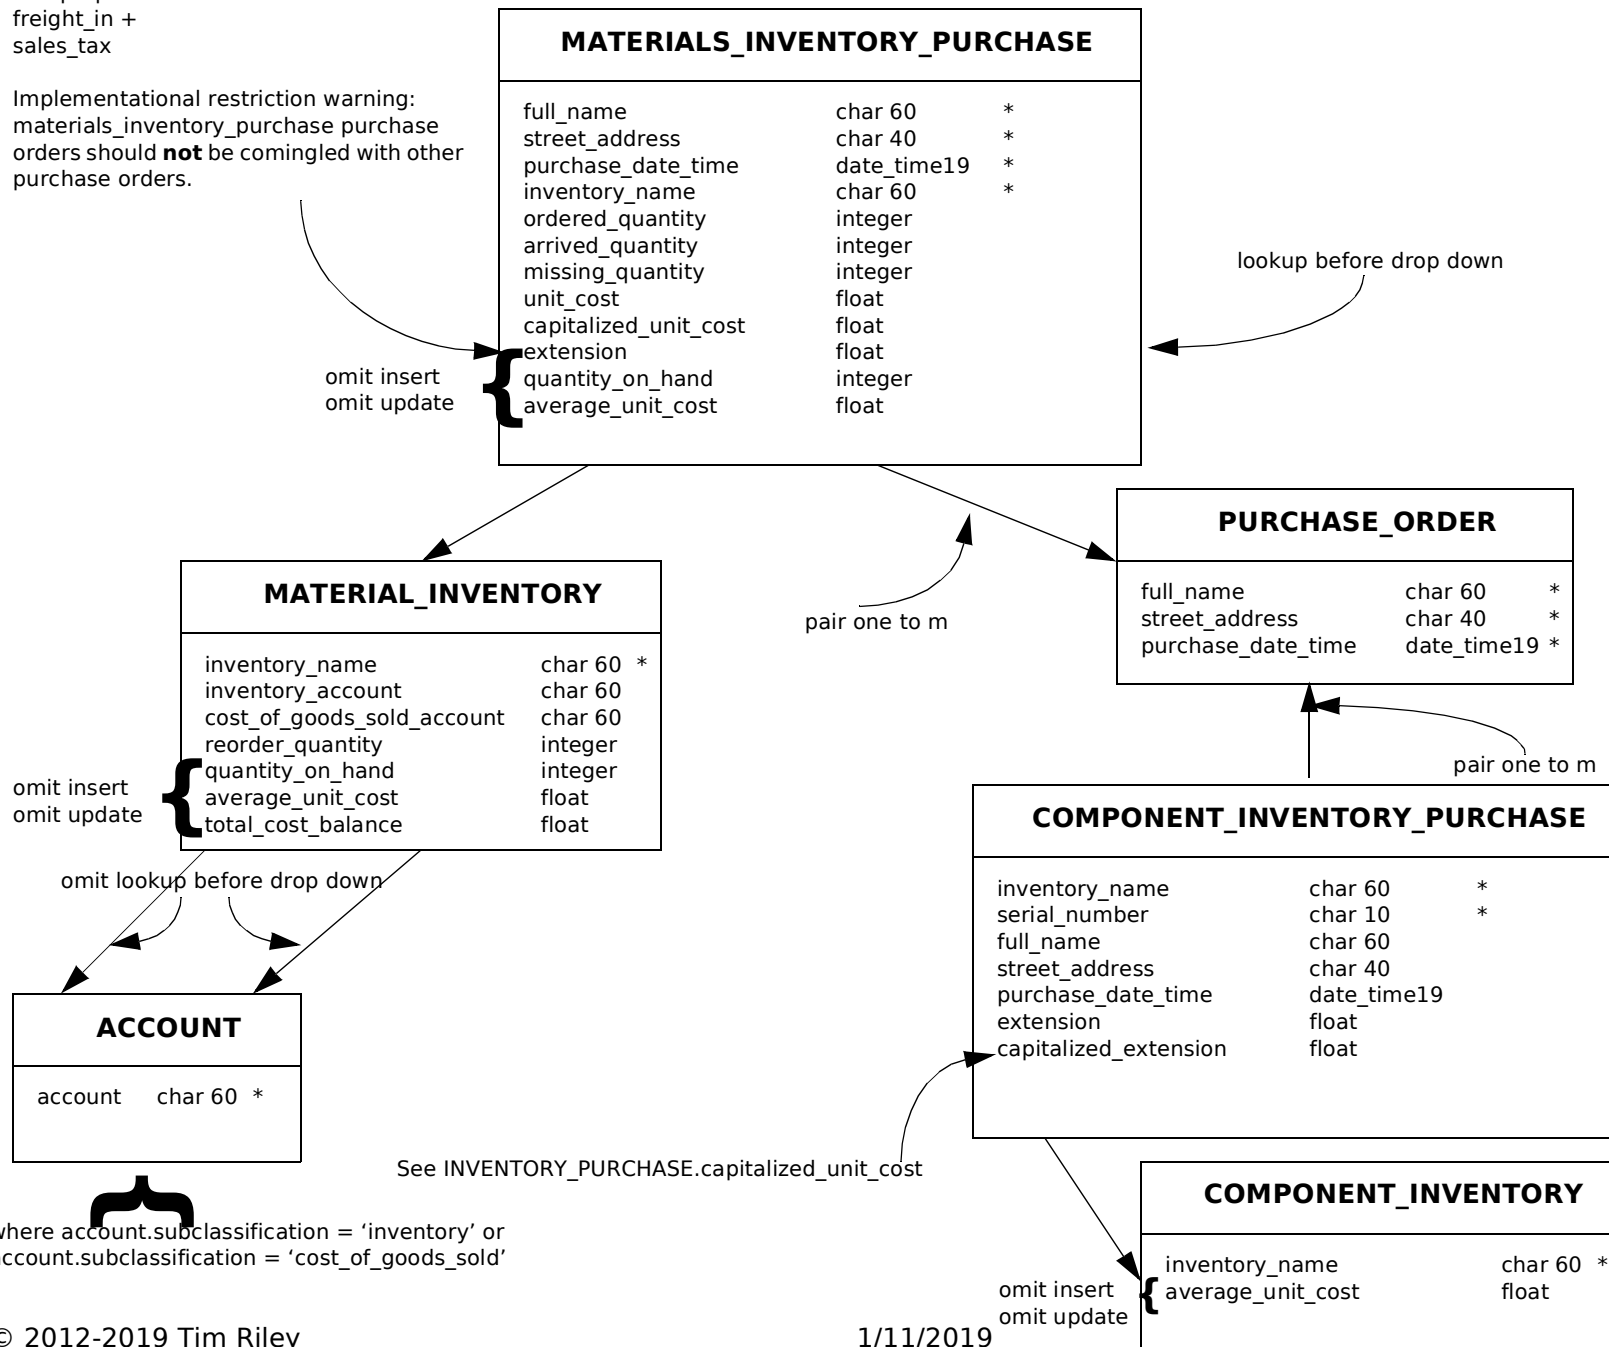 freight_in +
sales_tax
Implementational restriction warning:
materials_inventory_purchase purchase
orders should not be comingled with other
purchase orders.
MATERIALS_INVENTORY_PURCHASE
full_name char 60 *
street_address char 40 *
purchase_date_time date_time19 *
inventory_name char 60 *
ordered_quantity integer
arrived_quantity integer
missing_quantity integer
unit_cost float
capitalized_unit_cost float
extension float
quantity_on_hand integer
average_unit_cost float
omit insert
omit update
lookup before drop down
pair one to m
PURCHASE_ORDER
full_name char 60 *
street_address char 40 *
purchase_date_time date_time19 *
pair one to m
MATERIAL_INVENTORY
inventory_name char 60 *
inventory_account char 60
cost_of_goods_sold_account char 60
reorder_quantity integer
quantity_on_hand integer
average_unit_cost float
total_cost_balance float
omit insert
omit update
omit lookup before drop down
ACCOUNT
account char 60 *
where account.subclassification = ‘inventory’ or
account.subclassification = ‘cost_of_goods_sold’
COMPONENT_INVENTORY_PURCHASE
inventory_name char 60 *
serial_number char 10 *
full_name char 60
street_address char 40
purchase_date_time date_time19
extension float
capitalized_extension float
See INVENTORY_PURCHASE.capitalized_unit_cost
COMPONENT_INVENTORY
inventory_name char 60 *
average_unit_cost float
omit insert
omit update
© 2012-2019 Tim Riley
1/11/2019